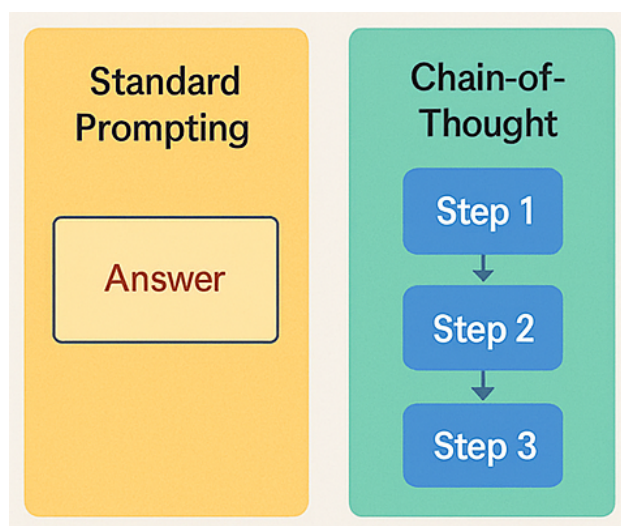 Standard
Prompting
Answer
Chain-of-
Thought
Step 1
Step 2
Step 3